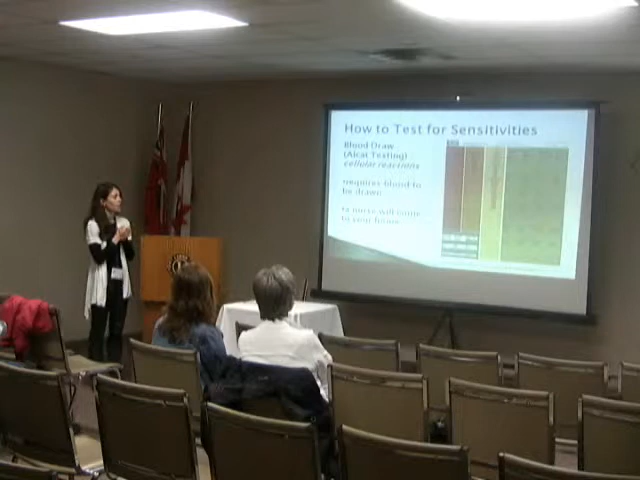 How to Test for Sensitivities
Blood Draw
(Alcat Testing)
cellular reactions
requires blood to
be drawn
a nurse will come
to your house